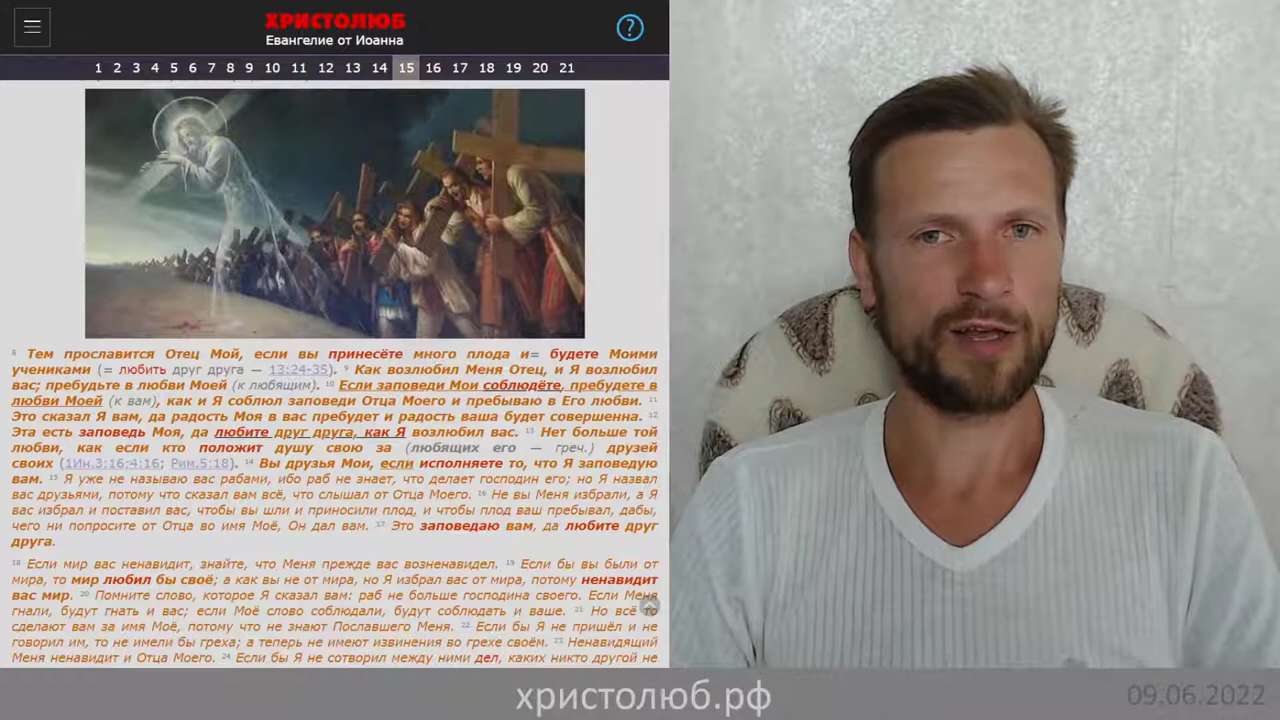 ХРИСТОЛЮБ
Евангелие от Иоанна
1 2 3 4 5 6 7 8 9 10 11 12 13 14 15 16 17 18 19 20 21
8 Тем прославится Отец Мой, если вы принесёте много плода и= будете Моими
учениками (= любить друг друга — 13:24-35). 9 Как возлюбил Меня Отец, и Я возлюбил
вас; пребудьте в любви Моей (к любящим). 10 Если заповеди Мои соблюдёте, пребудете в
любви Моей (к вам), как и Я соблюл заповеди Отца Моего и пребываю в Его любви. 11
Это сказал Я вам, да радость Моя в вас пребудет и радость ваша будет совершенна. 12
Эта есть заповедь Моя, да любите друг друга, как Я возлюбил вас. 13 Нет больше той
любви, как если кто положит душу свою за (любящих его — греч.) друзей
своих (1Ин.3:16;4:16; Рим.5:18). 14 Вы друзья Мои, если исполняете то, что Я заповедую
вам. 15 Я уже не называю вас рабами, ибо раб не знает, что делает господин его; но Я назвал
вас друзьями, потому что сказал вам всё, что слышал от Отца Моего. 16 Не вы Меня избрали, а Я
вас избрал и поставил вас, чтобы вы шли и приносили плод, и чтобы плод ваш пребывал, дабы,
чего ни попросите от Отца во имя Моё, Он дал вам. 17 Это заповедаю вам, да любите друг
друга.
18 Если мир вас ненавидит, знайте, что Меня прежде вас возненавидел. 19 Если бы вы были от
мира, то мир любил бы своё; а как вы не от мира, но Я избрал вас от мира, потому ненавидит
вас мир. 20 Помните слово, которое Я сказал вам: раб не больше господина своего. Если Меня
гнали, будут гнать и вас; если Моё слово соблюдали, будут соблюдать и ваше. 21 Но всё то
сделают вам за имя Моё, потому что не знают Пославшего Меня. 22 Если бы Я не пришёл и не
говорил им, то не имели бы греха; а теперь не имеют извинения во грехе своём. 23 Ненавидящий
Меня ненавидит и Отца Моего. 24 Если бы Я не сотворил между ними дел, каких никто другой не
христолюб.рф
09.06.2022